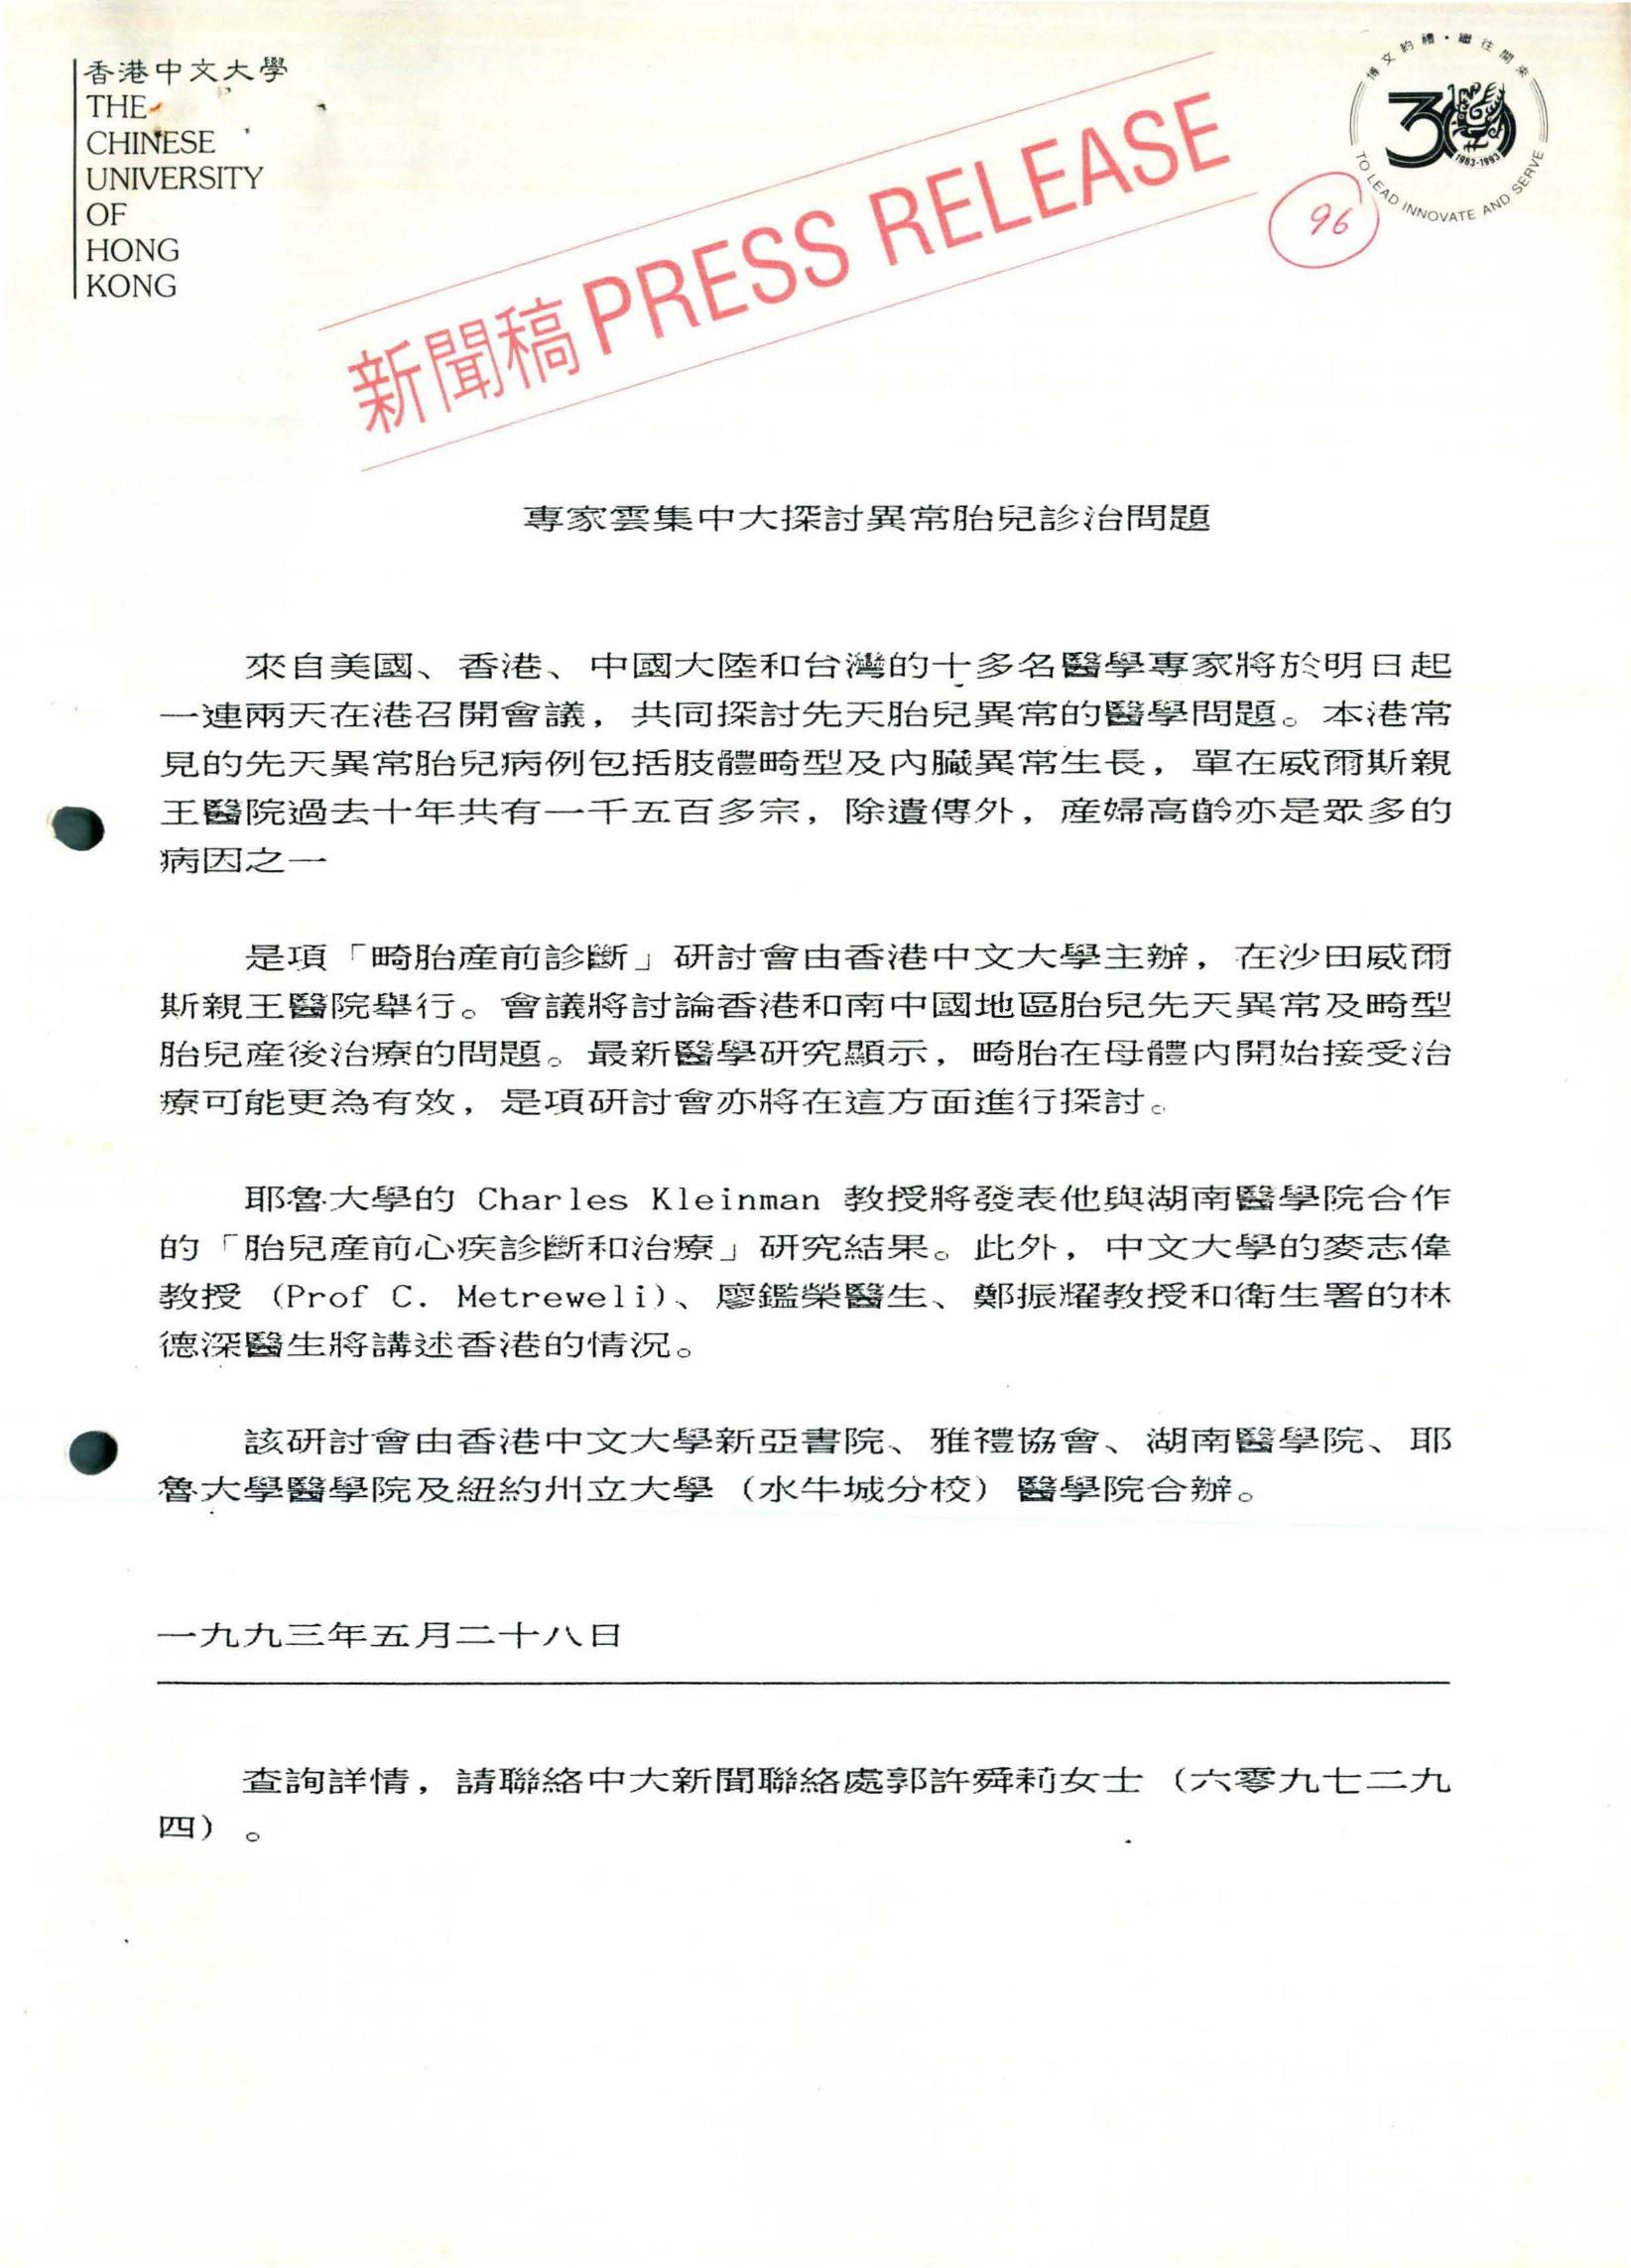 香港中文大學
THE
CHINESE
UNIVERSITY
OF
HONG
KONG
博文約禮・繼往開來
30
1963-1993
TO LEAD INNOVATE AND SERVE
96
新聞稿 PRESS RELEASE
專家雲集中大探討異常胎兒診治問題
來自美國、香港、中國大陸和台灣的十多名醫學專家將於明日起
一連兩天在港召開會議，共同探討先天胎兒異常的醫學問題。本港常
見的先天異常胎兒病例包括肢體畸型及內臟異常生長，單在威爾斯親
王醫院過去十年共有一千五百多宗，除遺傳外，產婦高齡亦是眾多的
病因之一
是項「畸胎產前診斷」研討會由香港中文大學主辦，在沙田威爾
斯親王醫院舉行。會議將討論香港和南中國地區胎兒先天異常及畸型
胎兒產後治療的問題。最新醫學研究顯示，畸胎在母體內開始接受治
療可能更為有效，是項研討會亦將在這方面進行探討。
耶魯大學的 Charles Kleinman 教授將發表他與湖南醫學院合作
的「胎兒產前心疾診斷和治療」研究結果。此外，中文大學的麥志偉
教授 (Prof C. Metreweli)、廖鑑榮醫生、鄭振耀教授和衛生署的林
德深醫生將講述香港的情況。
該研討會由香港中文大學新亞書院、雅禮協會、湖南醫學院、耶
魯大學醫學院及紐約州立大學（水牛城分校）醫學院合辦。
一九九三年五月二十八日
查詢詳情，請聯絡中大新聞聯絡處郭許舜莉女士（六零九七二九
四）。